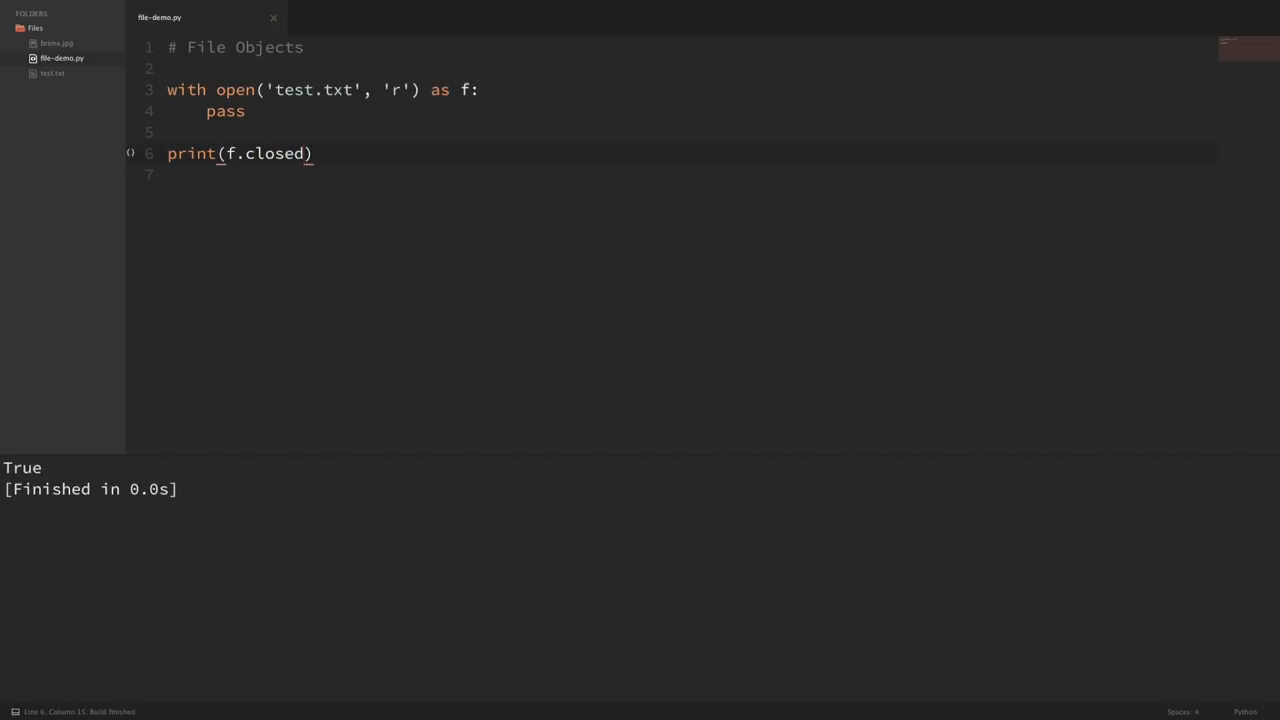 FOLDERS
Files
bronx.jpg
file-demo.py
test.txt
file-demo.py ×
1 # File Objects
2
3 with open('test.txt', 'r') as f:
4     pass
5
() 6 print(f.closed)
7
True
[Finished in 0.0s]
Line 6, Column 15; Build finished
Spaces: 4
Python